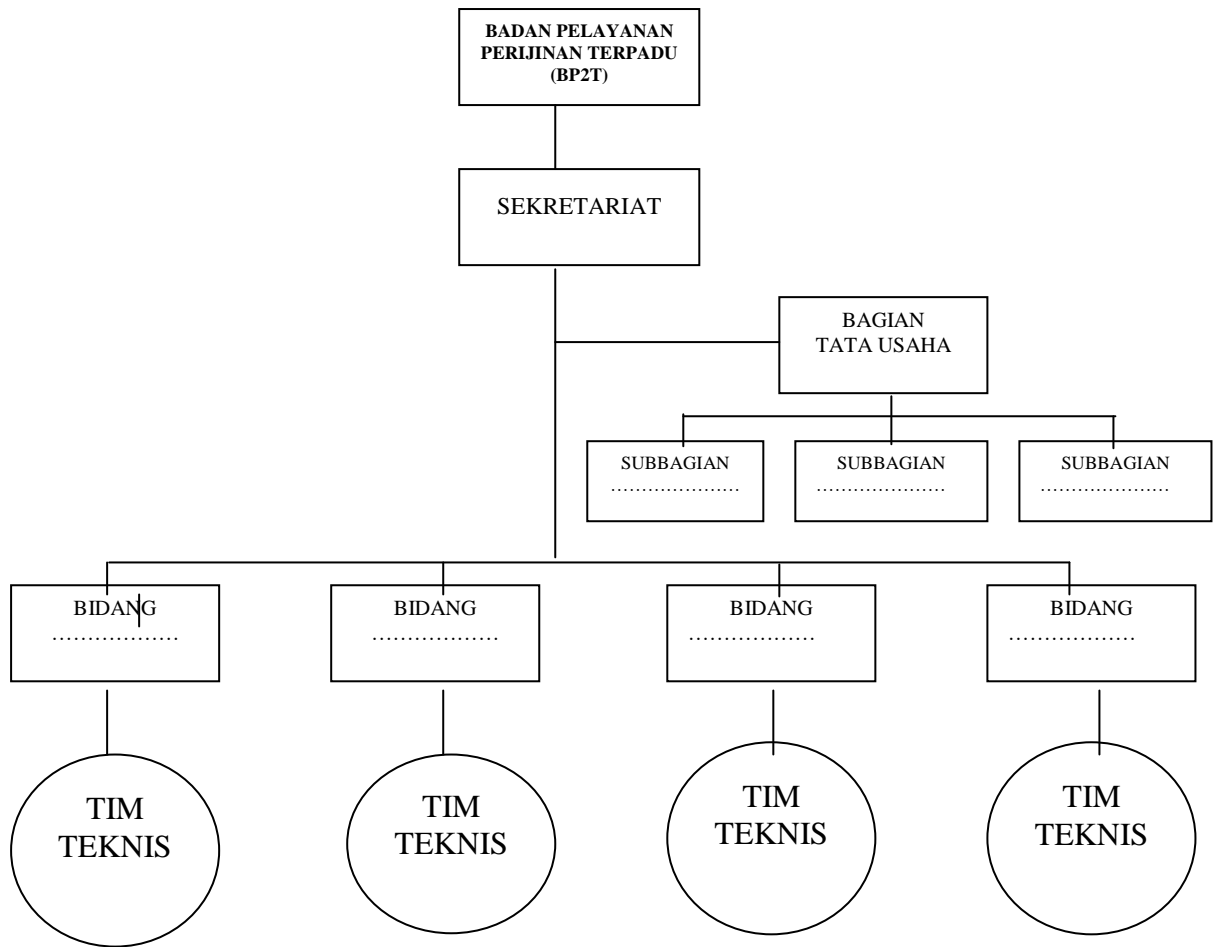 BADAN PELAYANAN
PERIJINAN TERPADU
(BP2T)
SEKRETARIAT
BAGIAN
TATA USAHA
SUBBAGIAN
.....................
SUBBAGIAN
.....................
SUBBAGIAN
.....................
BIDANG
..................
BIDANG
..................
BIDANG
..................
BIDANG
..................
TIM
TEKNIS
TIM
TEKNIS
TIM
TEKNIS
TIM
TEKNIS